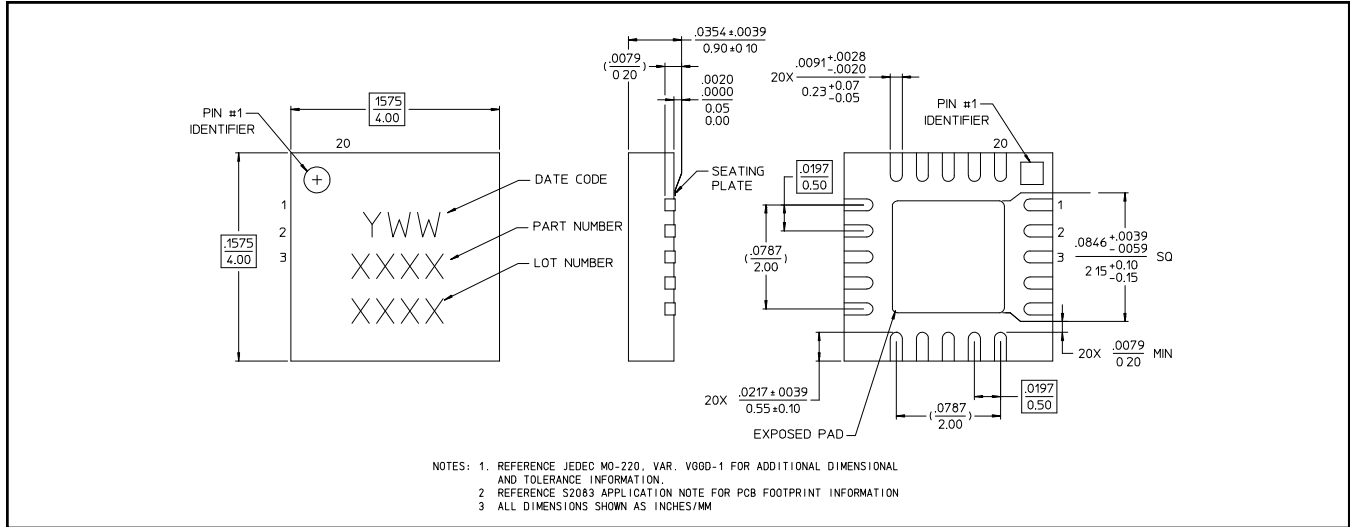 .0354 ±.0039
0.90 ±0 10
(.0079
0 20)
.0020
.0000
0.05
0.00
20X .0091 +.0028 -.0020
0.23 +0.07 -0.05
PIN #1
IDENTIFIER
.1575
4.00
20
PIN #1
IDENTIFIER
20
DATE CODE
PART NUMBER
LOT NUMBER
YWW
XXXX
XXXX
1
2
3
.1575
4.00
SEATING
PLATE
.0197
0.50
(.0787
2.00)
1
2
3
.0846 +.0039 -.0059
2 15 +0.10 -0.15
SQ
20X .0217 ± 0039
0.55 ±0.10
20X .0079
0 20 MIN
.0197
0.50
(.0787
2.00)
EXPOSED PAD
NOTES: 1. REFERENCE JEDEC MO-220, VAR. VGGD-1 FOR ADDITIONAL DIMENSIONAL
AND TOLERANCE INFORMATION.
2 REFERENCE S2083 APPLICATION NOTE FOR PCB FOOTPRINT INFORMATION
3 ALL DIMENSIONS SHOWN AS INCHES/MM